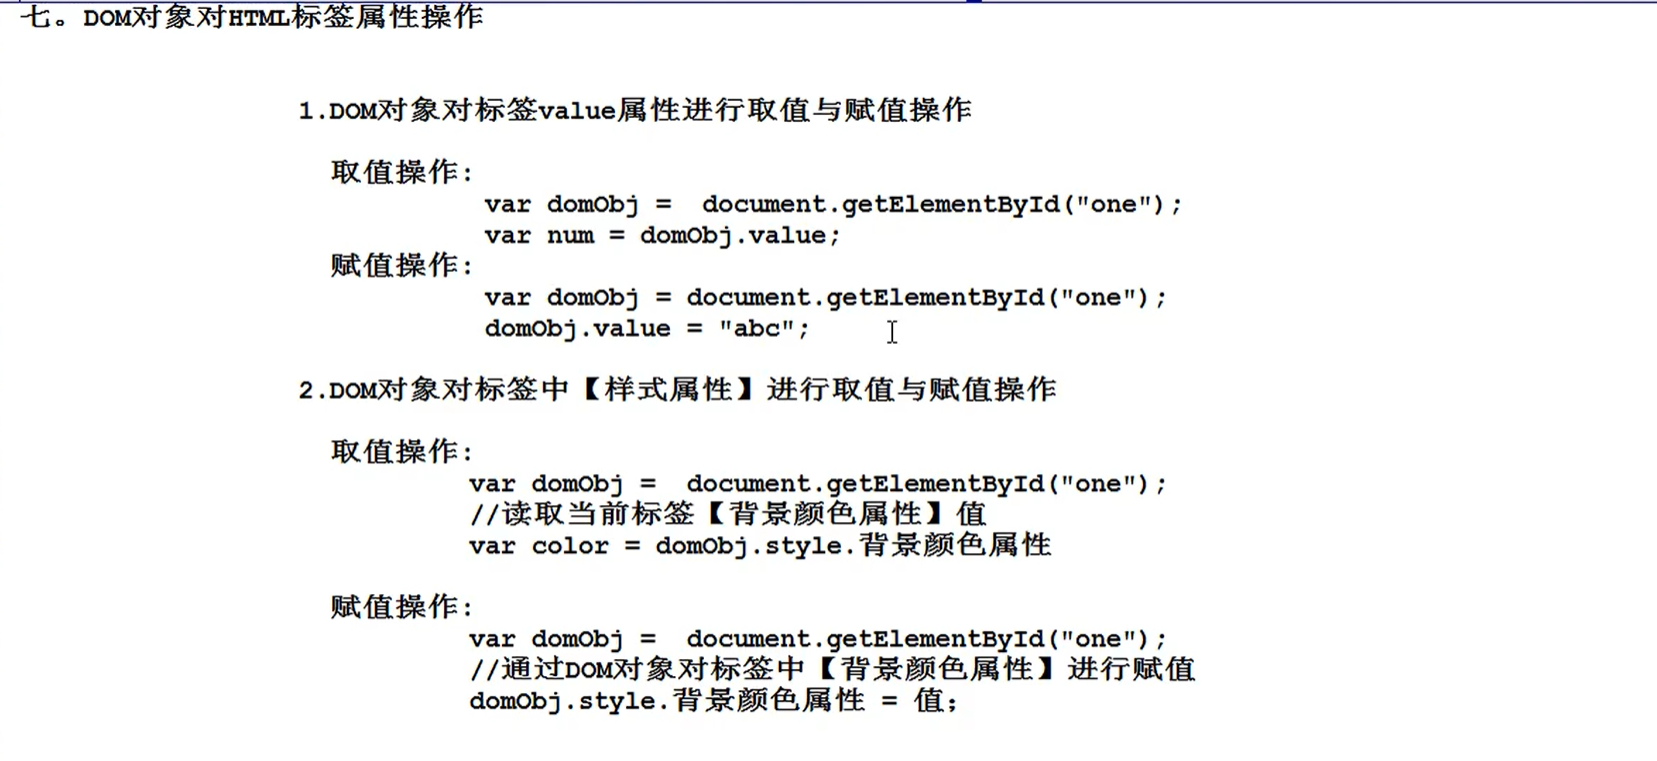 七。DOM对象对HTML标签属性操作
1.DOM对象对标签value属性进行取值与赋值操作
取值操作:
var domObj =  document.getElementById("one");
var num = domObj.value;
赋值操作:
var domObj = document.getElementById("one");
domObj.value = "abc";
2.DOM对象对标签中【样式属性】进行取值与赋值操作
取值操作:
var domObj =  document.getElementById("one");
//读取当前标签【背景颜色属性】值
var color = domObj.style.背景颜色属性
赋值操作:
var domObj =  document.getElementById("one");
//通过DOM对象对标签中【背景颜色属性】进行赋值
domObj.style.背景颜色属性 = 值;